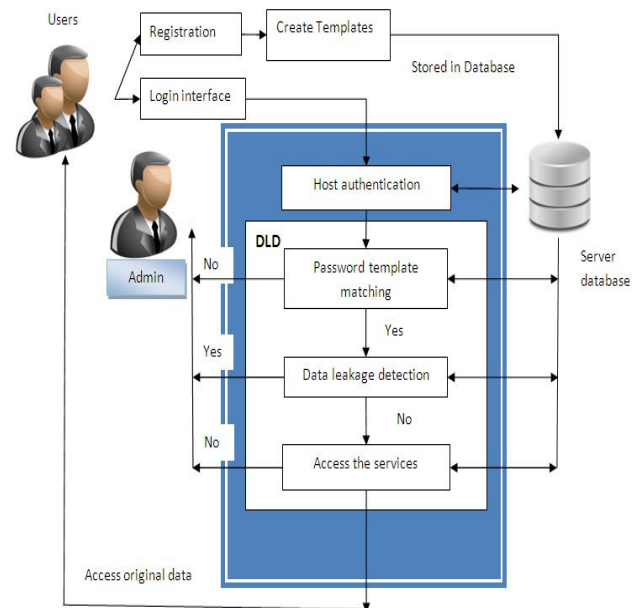 Users
Registration
Create Templates
Stored in Database
Login interface
Host authentication
DLD
Server
database
Admin
No
Password template
matching
Yes
Yes
Data leakage detection
No
No
Access the services
Access original data